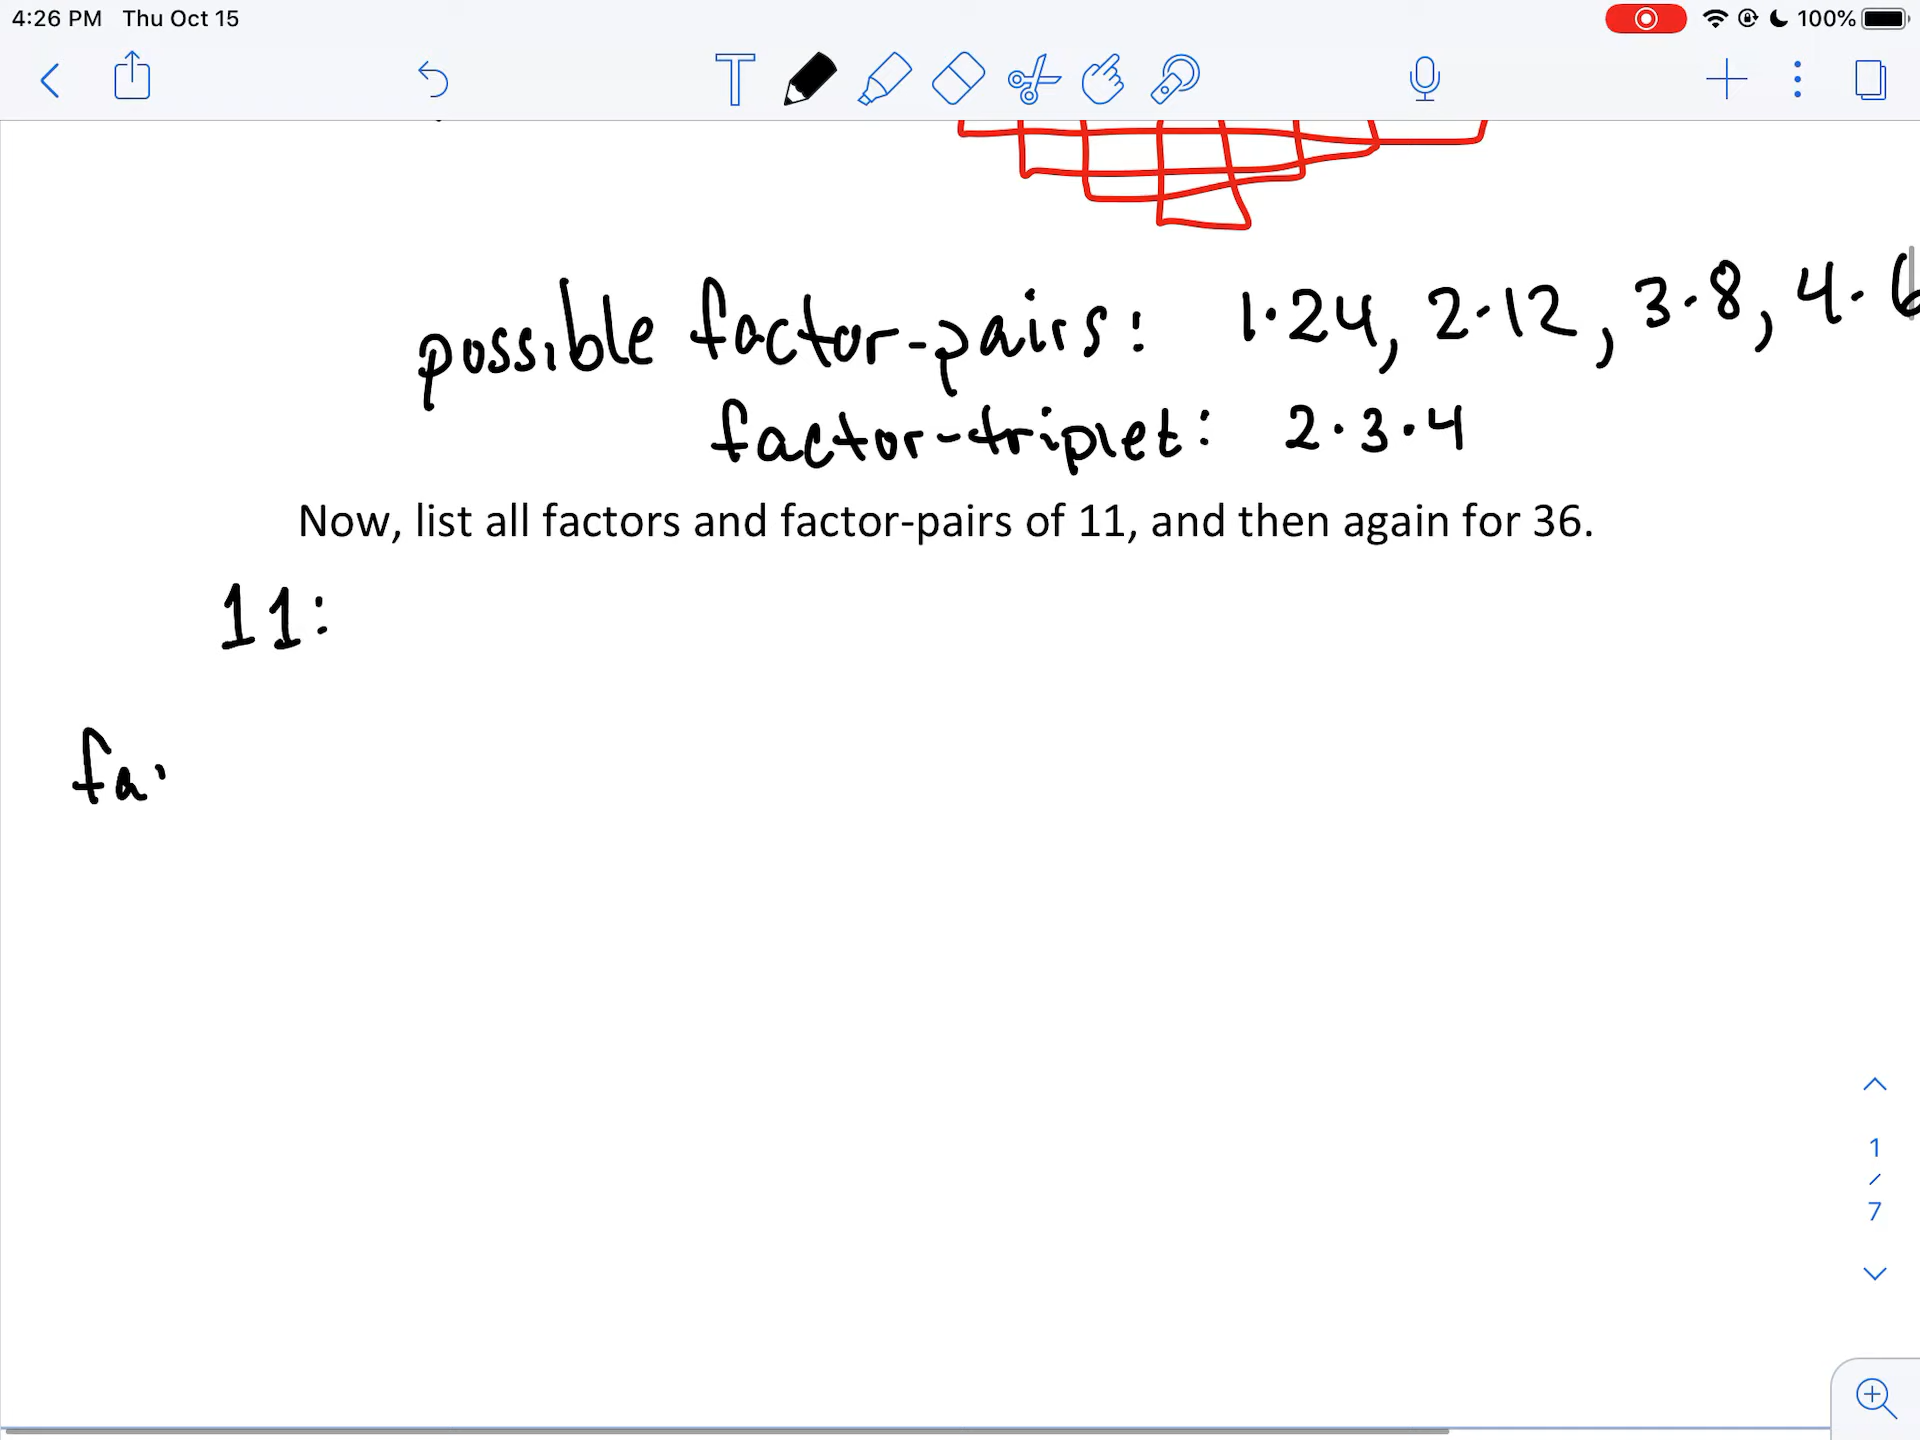 4:26 PM Thu Oct 15 100%
possible factor-pairs: 1·24, 2·12, 3·8, 4·6
factor-triplet: 2·3·4
Now, list all factors and factor-pairs of 11, and then again for 36.
11:
fa
1
/
7